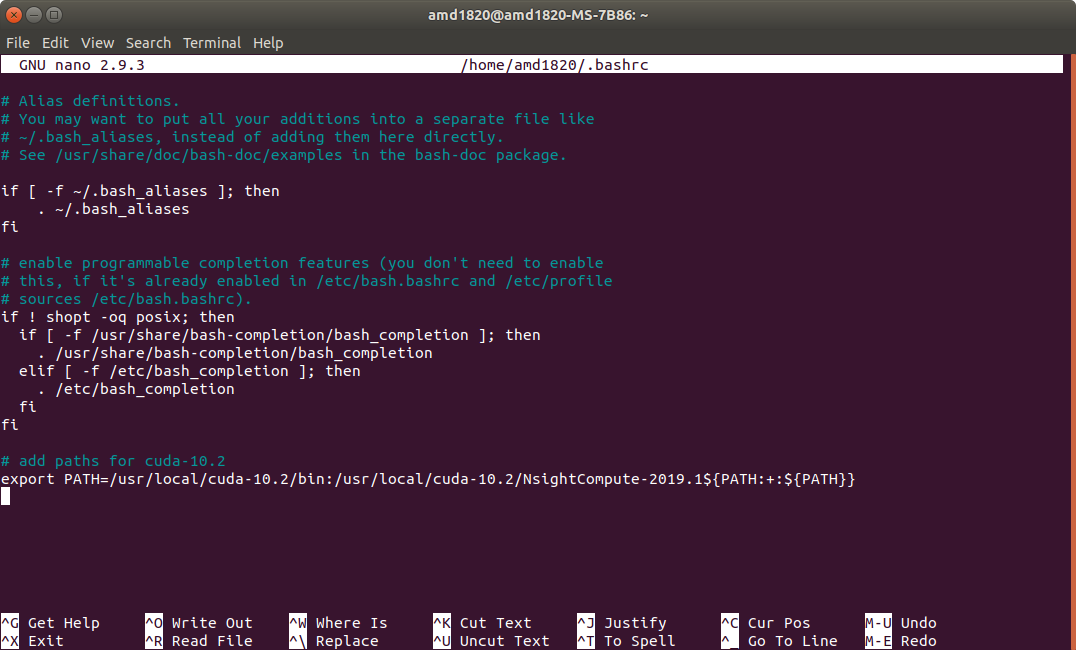 amd1820@amd1820-MS-7B86: ~
File Edit View Search Terminal Help
GNU nano 2.9.3 /home/amd1820/.bashrc
# Alias definitions.
# You may want to put all your additions into a separate file like
# ~/.bash_aliases, instead of adding them here directly.
# See /usr/share/doc/bash-doc/examples in the bash-doc package.
if [ -f ~/.bash_aliases ]; then
    . ~/.bash_aliases
fi
# enable programmable completion features (you don't need to enable
# this, if it's already enabled in /etc/bash.bashrc and /etc/profile
# sources /etc/bash.bashrc).
if ! shopt -oq posix; then
  if [ -f /usr/share/bash-completion/bash_completion ]; then
    . /usr/share/bash-completion/bash_completion
  elif [ -f /etc/bash_completion ]; then
    . /etc/bash_completion
  fi
fi
# add paths for cuda-10.2
export PATH=/usr/local/cuda-10.2/bin:/usr/local/cuda-10.2/NsightCompute-2019.1${PATH:+:${PATH}}
^G Get Help ^O Write Out ^W Where Is ^K Cut Text ^J Justify ^C Cur Pos M-U Undo
^X Exit ^R Read File ^\ Replace ^U Uncut Text ^T To Spell ^_ Go To Line M-E Redo